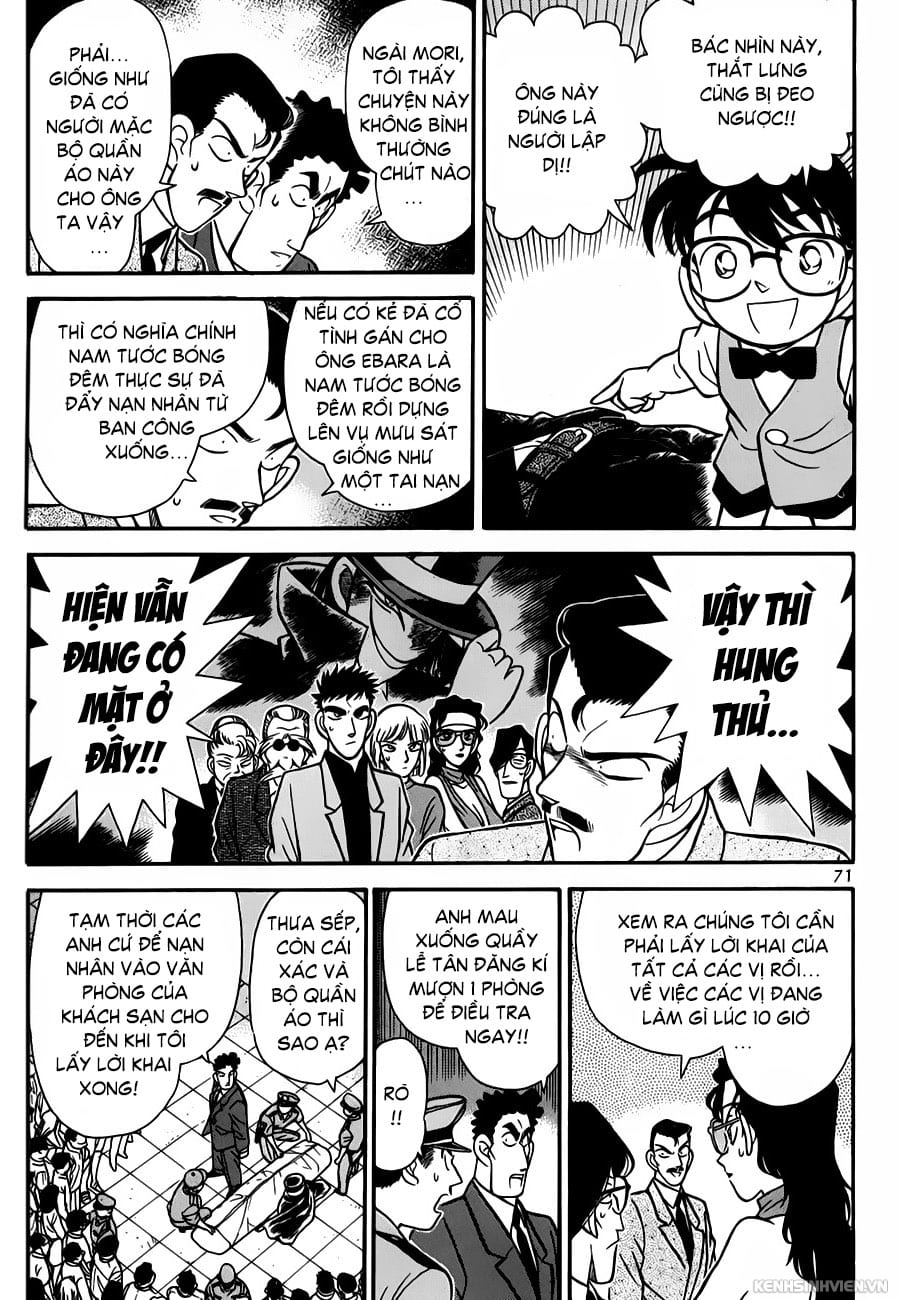 BÁC NHÌN NÀY,
THẮT LƯNG
CŨNG BỊ ĐEO
NGƯỢC!!
ÔNG NÀY
ĐÚNG LÀ
NGƯỜI LẬP
DỊ!!
NGÀI MORI,
TÔI THẤY
CHUYỆN NÀY
KHÔNG BÌNH
THƯỜNG
CHÚT NÀO
PHẢI...
GIỐNG NHƯ
ĐÃ CÓ
NGƯỜI MẶC
BỘ QUẦN
ÁO NÀY
CHO ÔNG
TA VẬY
...
NẾU CÓ KẺ ĐÃ CỐ
TÌNH GÁN CHO
ÔNG EBARA LÀ
NAM TƯỚC BÓNG
ĐÊM RỒI DỰNG
LÊN VỤ MƯU SÁT
GIỐNG NHƯ
MỘT TAI NẠN
...
THÌ CÓ NGHĨA CHÍNH
NAM TƯỚC BÓNG
ĐÊM THỰC SỰ ĐÃ
ĐẨY NẠN NHÂN TỪ
BAN CÔNG
XUỐNG...
VẬY THÌ
HUNG
THỦ...
HIỆN VẪN
ĐANG CÓ
MẶT Ở
ĐÂY!!
71
XEM RA CHÚNG TÔI CẦN
PHẢI LẤY LỜI KHAI CỦA
TẤT CẢ CÁC VỊ RỒI...
VỀ VIỆC CÁC VỊ ĐANG
LÀM GÌ LÚC 10 GIỜ
...
ANH MAU
XUỐNG QUẦY
LỄ TÂN ĐĂNG KÍ
MƯỢN 1 PHÒNG
ĐỂ ĐIỀU TRA
NGAY!!
RÕ
!!
THƯA SẾP,
CÒN CÁI
XÁC VÀ
BỘ QUẦN
ÁO THÌ
SAO Ạ?
TẠM THỜI CÁC
ANH CỨ ĐỂ NẠN
NHÂN VÀO VĂN
PHÒNG CỦA
KHÁCH SẠN CHO
ĐẾN KHI TÔI
LẤY LỜI KHAI
XONG!
KENHSINHVIEN.VN